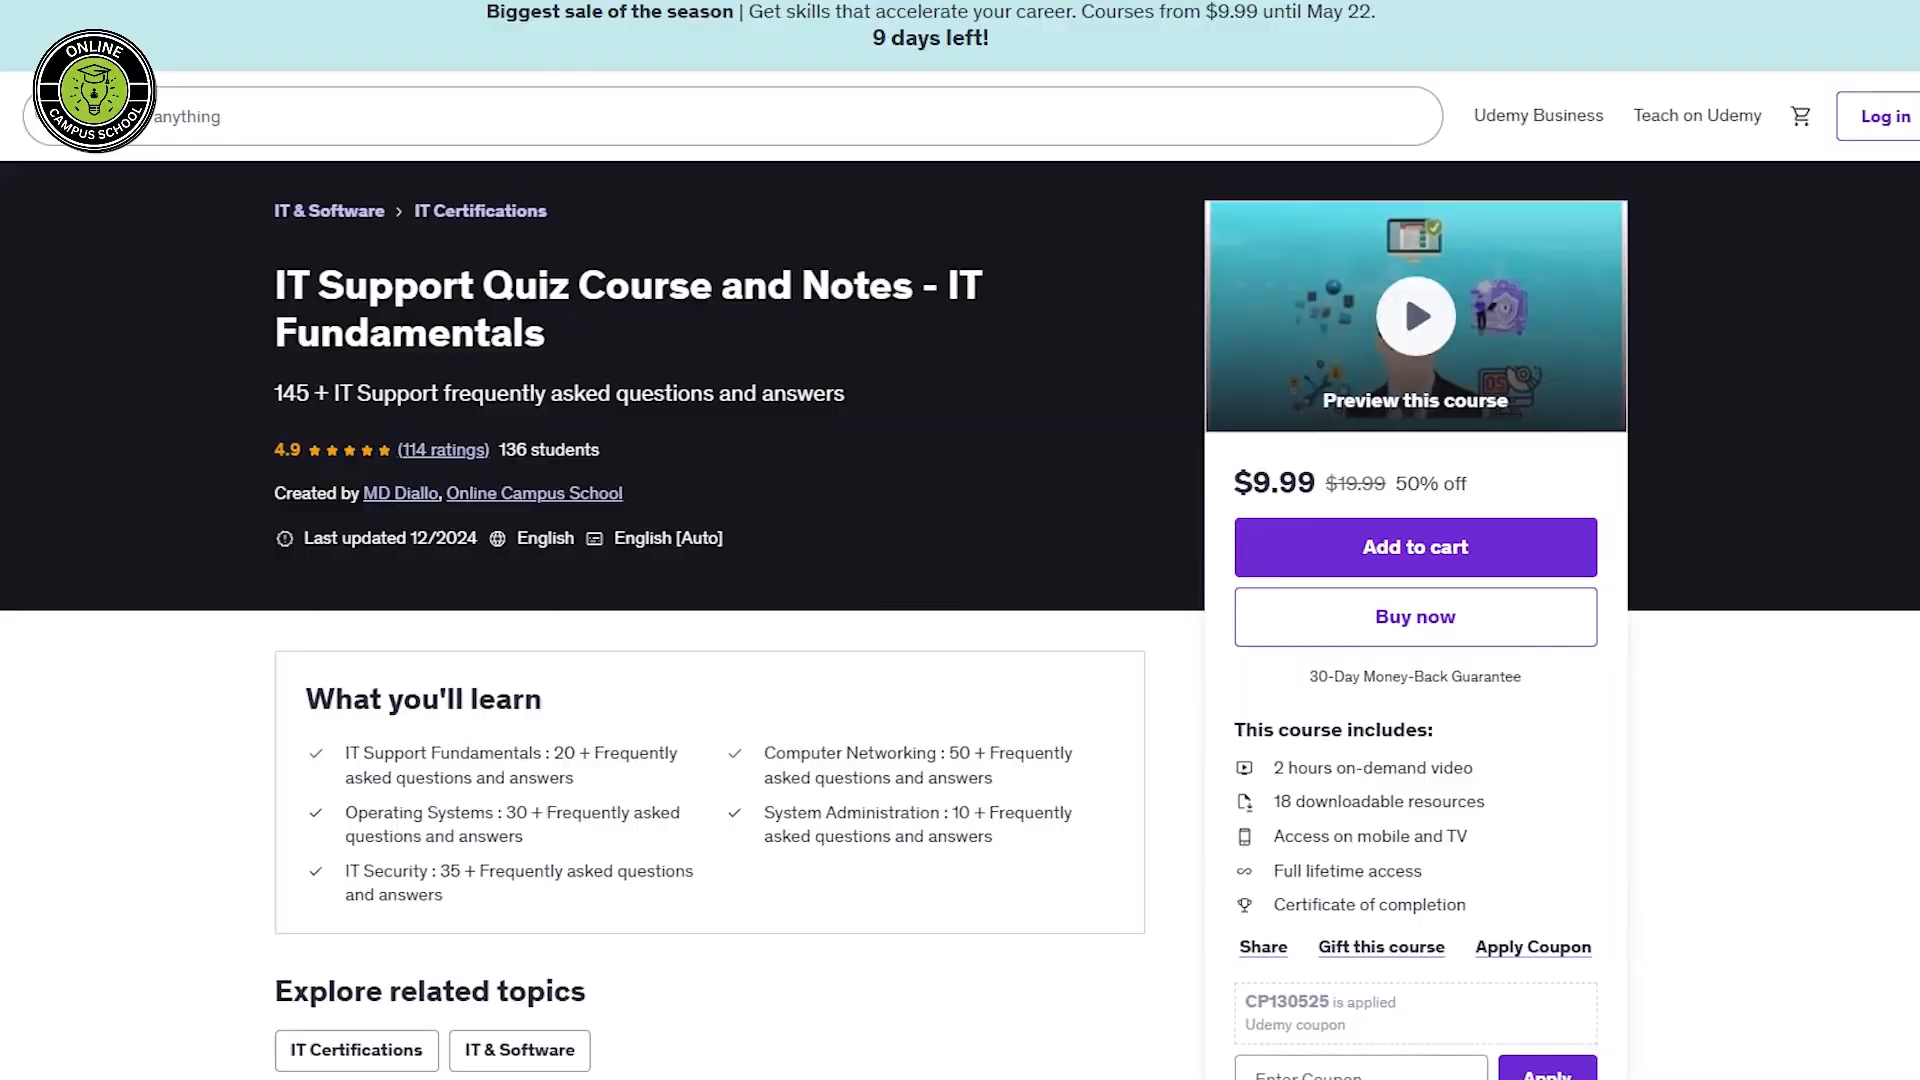 Biggest sale of the season | Get skills that accelerate your career. Courses from $9.99 until May 22.
9 days left!
ONLINE
CAMPUS SCHOOL
anything
Udemy Business
Teach on Udemy
Log in
IT & Software > IT Certifications
IT Support Quiz Course and Notes - IT
Fundamentals
145 + IT Support frequently asked questions and answers
4.9 (114 ratings) 136 students
Created by MD Diallo, Online Campus School
Last updated 12/2024 English English [Auto]
Preview this course
$9.99 $19.99 50% off
Add to cart
Buy now
30-Day Money-Back Guarantee
This course includes:
2 hours on-demand video
18 downloadable resources
Access on mobile and TV
Full lifetime access
Certificate of completion
Share Gift this course Apply Coupon
CP130525 is applied
Udemy coupon
Enter Coupon
Apply
What you'll learn
IT Support Fundamentals : 20 + Frequently
asked questions and answers
Computer Networking : 50 + Frequently
asked questions and answers
Operating Systems : 30 + Frequently asked
questions and answers
System Administration : 10 + Frequently
asked questions and answers
IT Security : 35 + Frequently asked questions
and answers
Explore related topics
IT Certifications
IT & Software